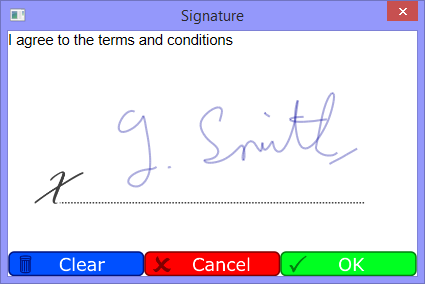 Signature
I agree to the terms and conditions
g. Smith
x
Clear Cancel OK